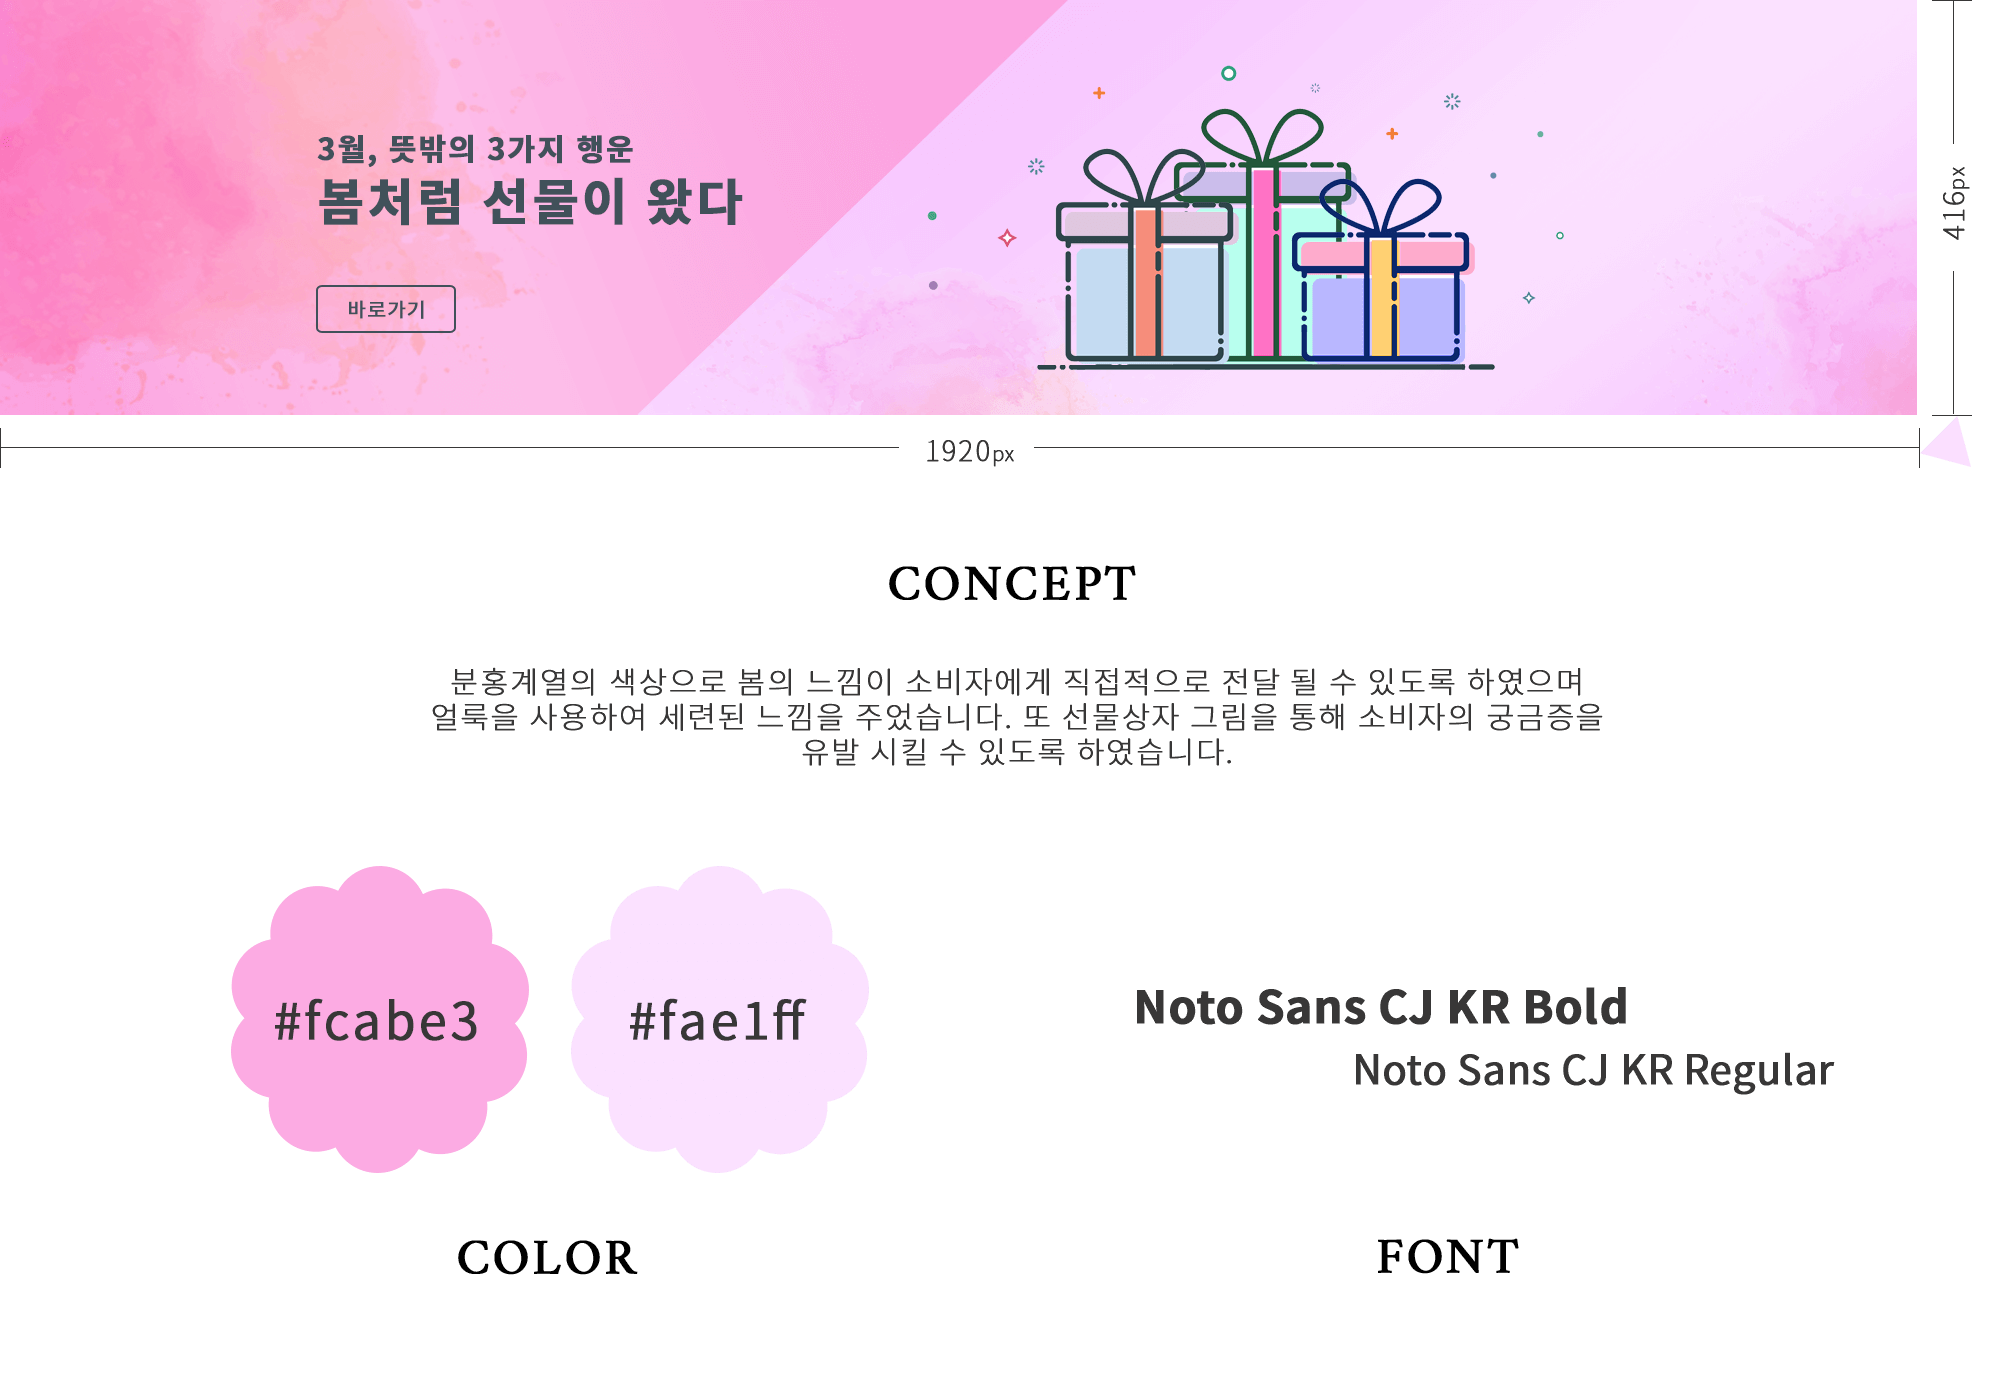 3월, 뜻밖의 3가지 행운
봄처럼 선물이 왔다
바로가기
416px
1920px
CONCEPT
분홍계열의 색상으로 봄의 느낌이 소비자에게 직접적으로 전달 될 수 있도록 하였으며
얼룩을 사용하여 세련된 느낌을 주었습니다. 또 선물상자 그림을 통해 소비자의 궁금증을
유발 시킬 수 있도록 하였습니다.
#fcabe3
#fae1ff
Noto Sans CJ KR Bold
Noto Sans CJ KR Regular
COLOR
FONT